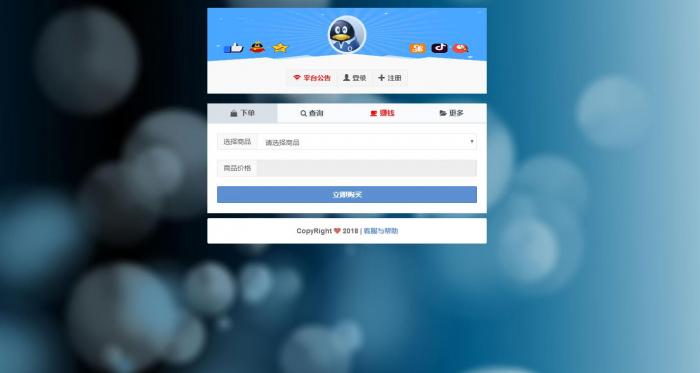 平台公告 登录 注册
下单 查询 赚钱 更多
选择商品 请选择商品
商品价格
立即购买
CopyRight 2018 | 客服与帮助